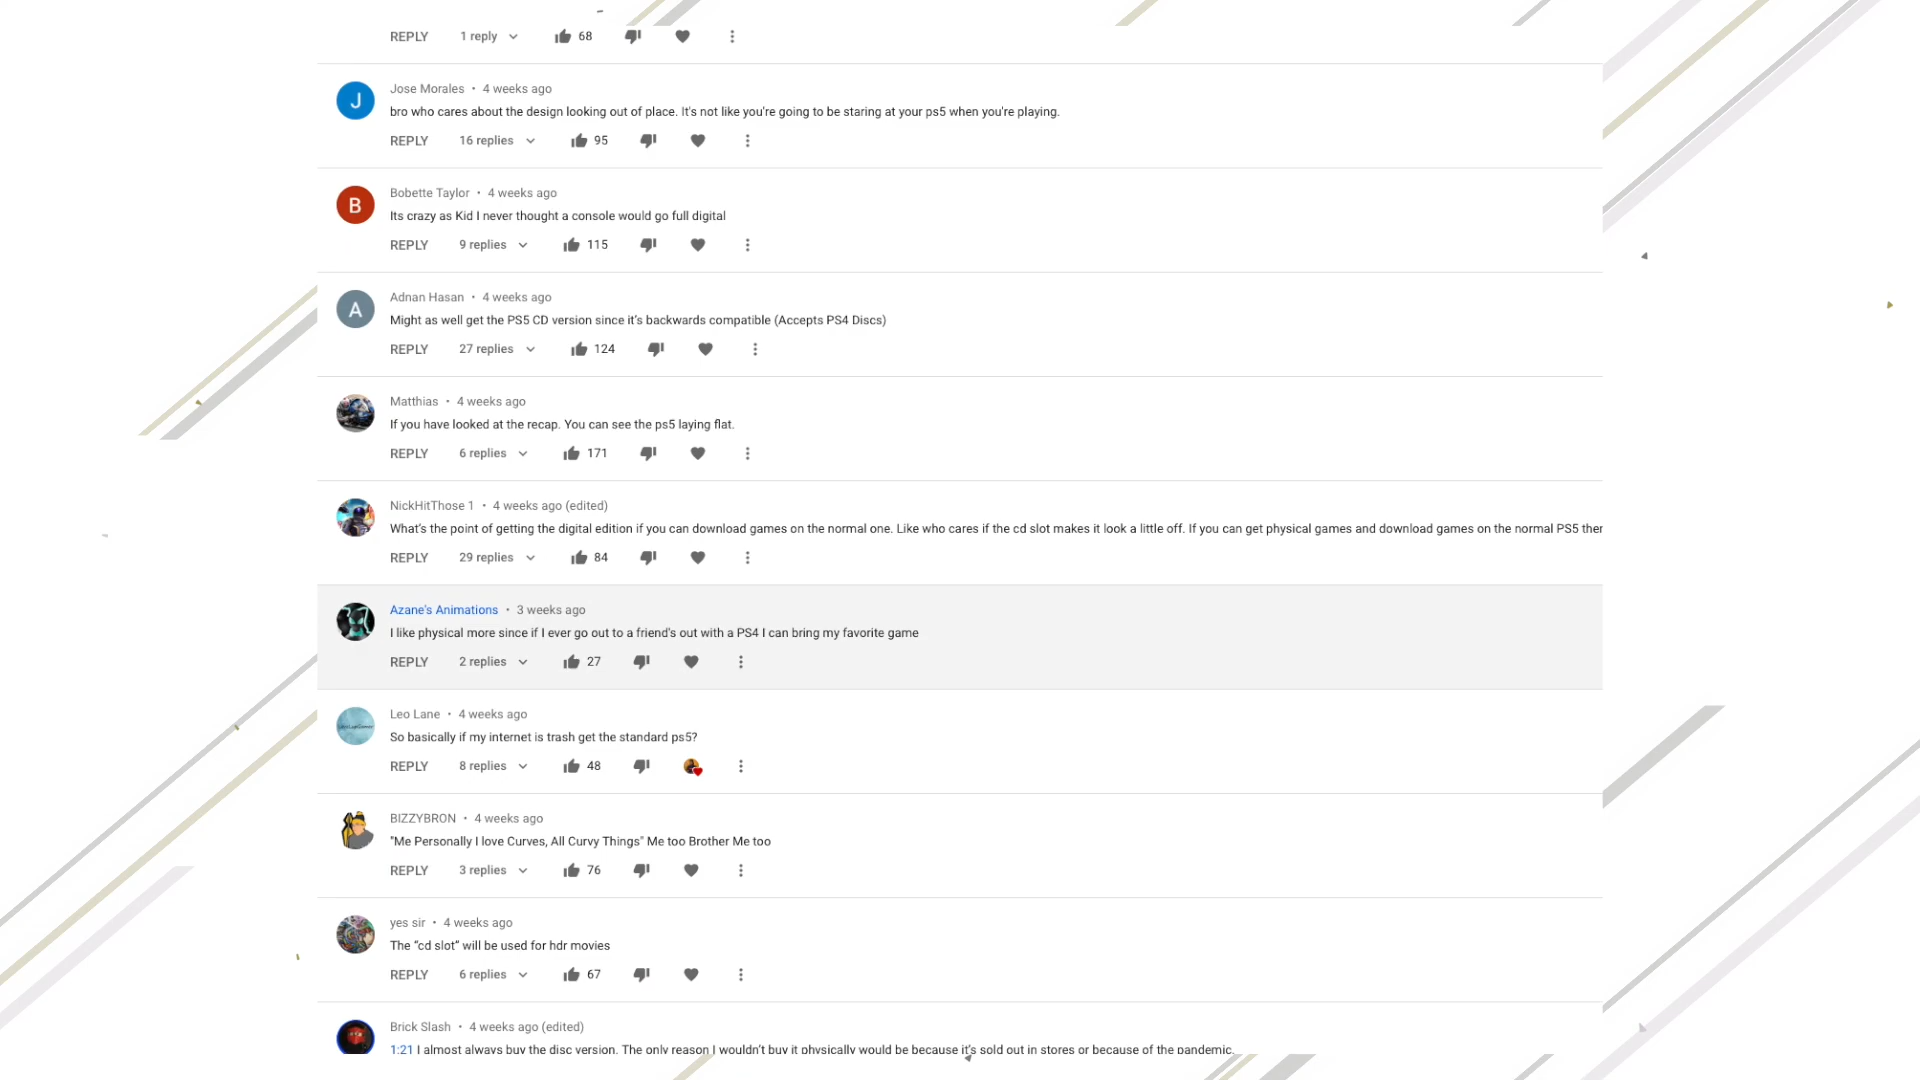 REPLY 1 reply 68
J
Jose Morales • 4 weeks ago
bro who cares about the design looking out of place. It's not like you're going to be staring at your ps5 when you're playing.
REPLY 16 replies 95
B
Bobette Taylor • 4 weeks ago
Its crazy as Kid I never thought a console would go full digital
REPLY 9 replies 115
A
Adnan Hasan • 4 weeks ago
Might as well get the PS5 CD version since it's backwards compatible (Accepts PS4 Discs)
REPLY 27 replies 124
Matthias • 4 weeks ago
If you have looked at the recap. You can see the ps5 laying flat.
REPLY 6 replies 171
NickHitThose 1 • 4 weeks ago (edited)
What's the point of getting the digital edition if you can download games on the normal one. Like who cares if the cd slot makes it look a little off. If you can get physical games and download games on the normal PS5
REPLY 29 replies 84
Azane's Animations • 3 weeks ago
I like physical more since if I ever go out to a friend's out with a PS4 I can bring my favorite game
REPLY 2 replies 27
Leo Lane • 4 weeks ago
So basically if my internet is trash get the standard ps5?
REPLY 8 replies 48
BIZZYBRON • 4 weeks ago
"Me Personally I love Curves, All Curvy Things" Me too Brother Me too
REPLY 3 replies 76
yes sir • 4 weeks ago
The “cd slot” will be used for hdr movies
REPLY 6 replies 67
Brick Slash • 4 weeks ago (edited)
1:21 I almost always buy the disc version. The only reason I wouldn't buy it physically would be because it's sold out in stores or because of the pandemic.